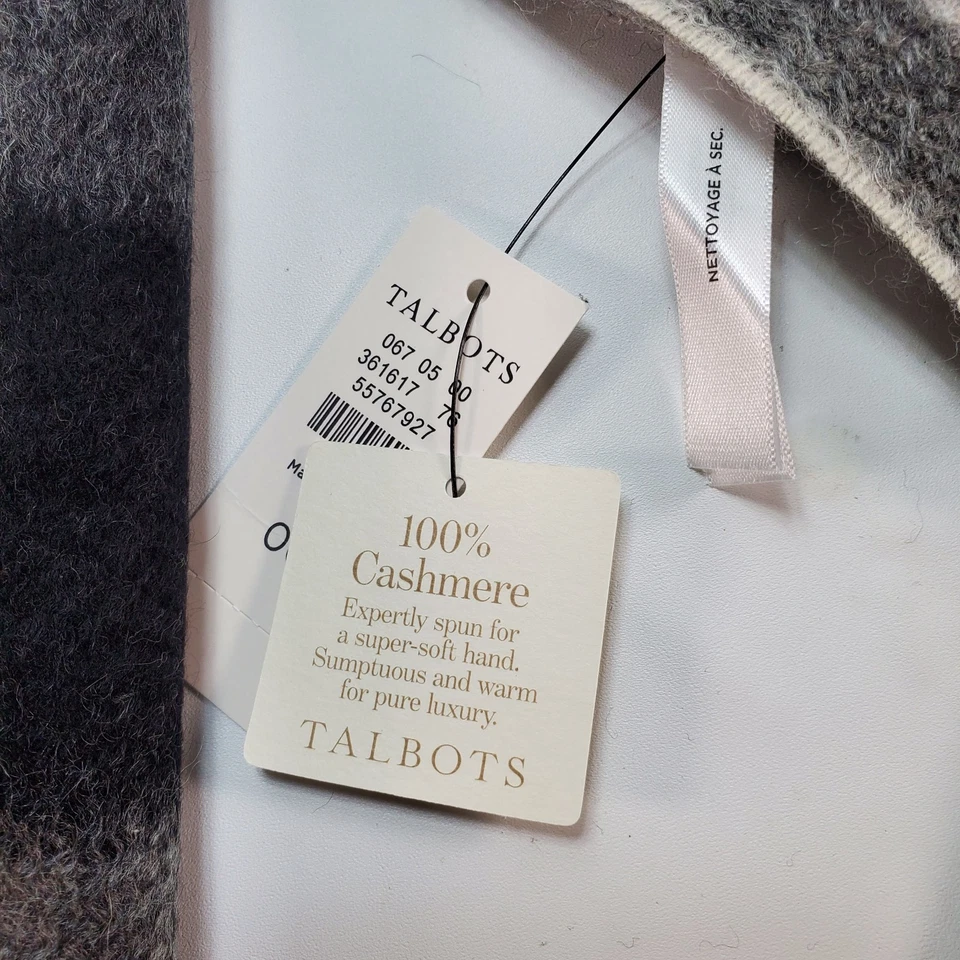 TALBOTS
067 05 00
361617 76
55767927
100%
Cashmere
Expertly spun for
a super-soft hand.
Sumptuous and warm
for pure luxury.
TALBOTS
NETTOYAGE À SEC.